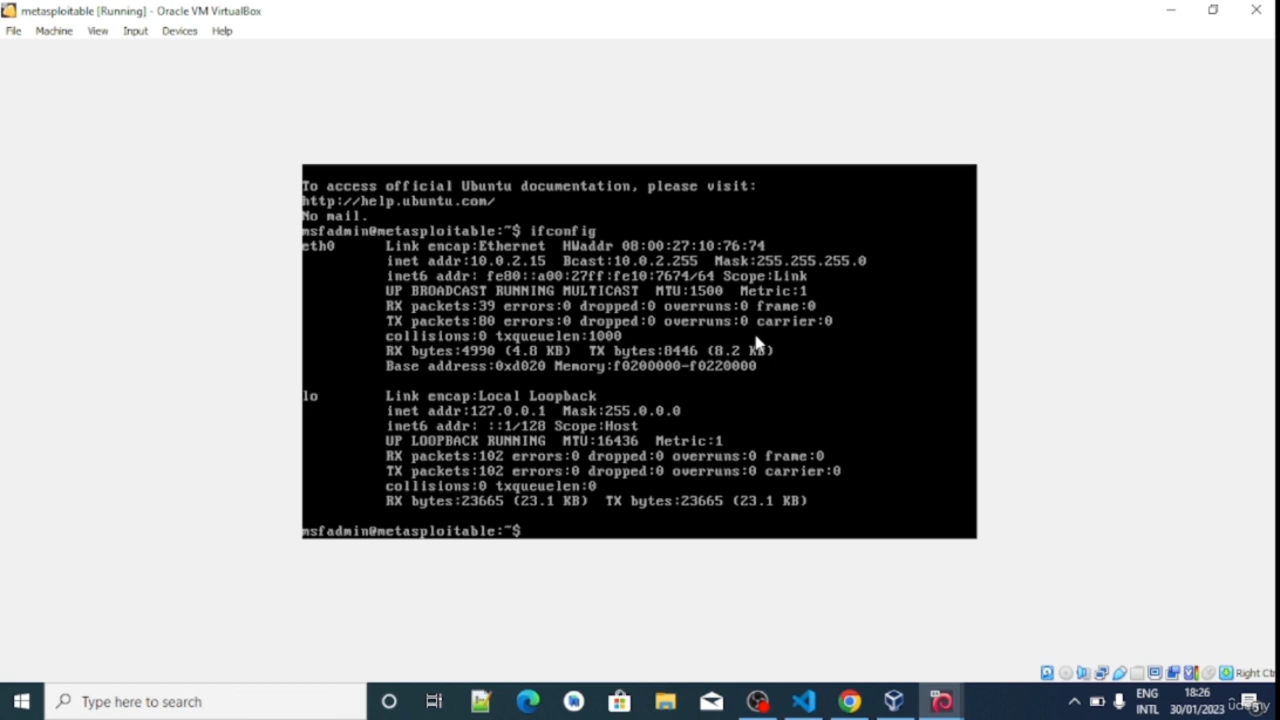 metasploitable [Running] - Oracle VM VirtualBox
File Machine View Input Devices Help
To access official Ubuntu documentation, please visit:
http://help.ubuntu.com/
No mail.
msfadmin@metasploitable:~$ ifconfig
eth0 Link encap:Ethernet HWaddr 08:00:27:10:76:74
inet addr:10.0.2.15 Bcast:10.0.2.255 Mask:255.255.255.0
inet6 addr: fe80::a00:27ff:fe10:7674/64 Scope:Link
UP BROADCAST RUNNING MULTICAST MTU:1500 Metric:1
RX packets:39 errors:0 dropped:0 overruns:0 frame:0
TX packets:80 errors:0 dropped:0 overruns:0 carrier:0
collisions:0 txqueuelen:1000
RX bytes:4990 (4.8 KB) TX bytes:8446 (8.2 KB)
Base address:0xd020 Memory:f0200000-f0220000
lo Link encap:Local Loopback
inet addr:127.0.0.1 Mask:255.0.0.0
inet6 addr: ::1/128 Scope:Host
UP LOOPBACK RUNNING MTU:16436 Metric:1
RX packets:102 errors:0 dropped:0 overruns:0 frame:0
TX packets:102 errors:0 dropped:0 overruns:0 carrier:0
collisions:0 txqueuelen:0
RX bytes:23665 (23.1 KB) TX bytes:23665 (23.1 KB)
msfadmin@metasploitable:~$
Right Ct
Type here to search
ENG
INTL
18:26
30/01/2023
udemy